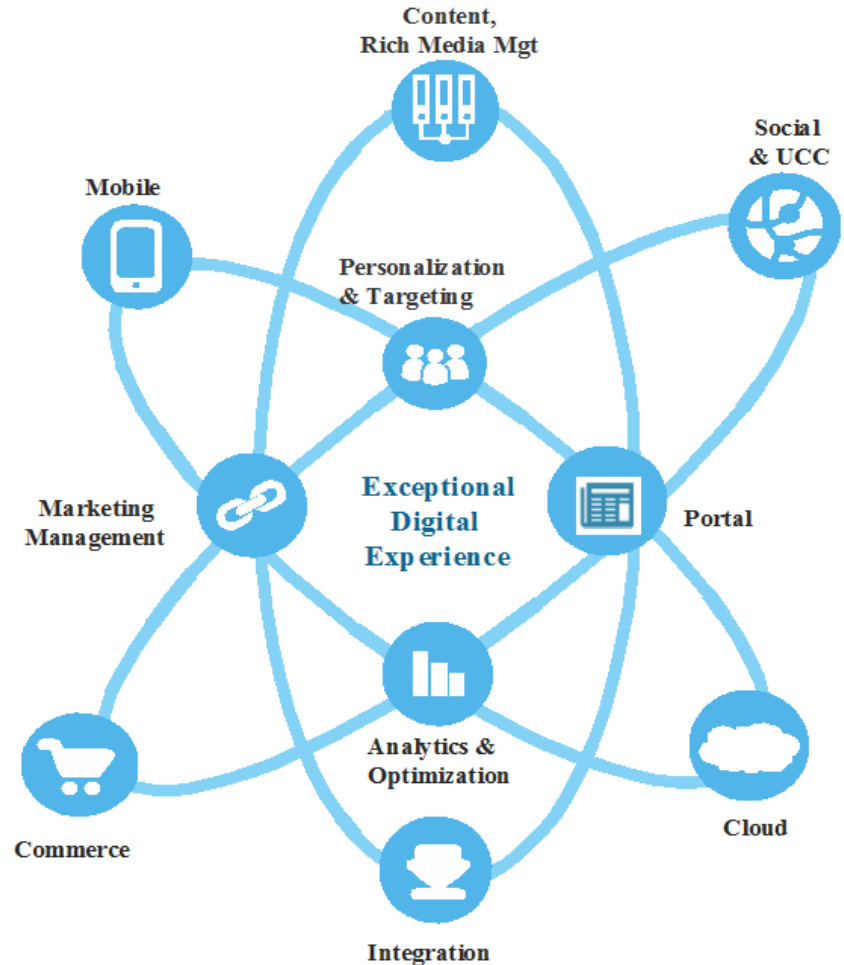 Content,
Rich Media Mgt
Social
& UCC
Mobile
Personalization
& Targeting
Exceptional
Digital
Experience
Marketing
Management
Portal
Analytics &
Optimization
Cloud
Commerce
Integration